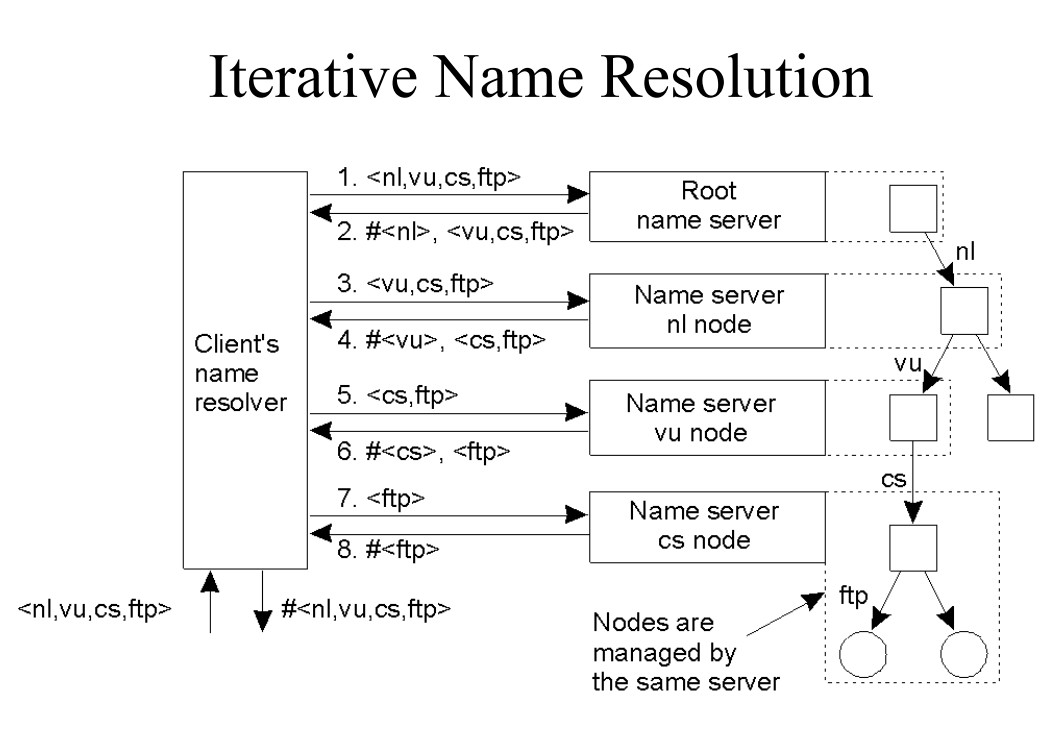 Iterative Name Resolution
1. <nl,vu,cs,ftp>
2. #<nl>, <vu,cs,ftp>
Root
name server
nl
3. <vu,cs,ftp>
4. #<vu>, <cs,ftp>
Name server
nl node
vu
Client's
name
resolver
5. <cs,ftp>
6. #<cs>, <ftp>
Name server
vu node
cs
7. <ftp>
8. #<ftp>
Name server
cs node
ftp
<nl,vu,cs,ftp>
#<nl,vu,cs,ftp>
Nodes are
managed by
the same server